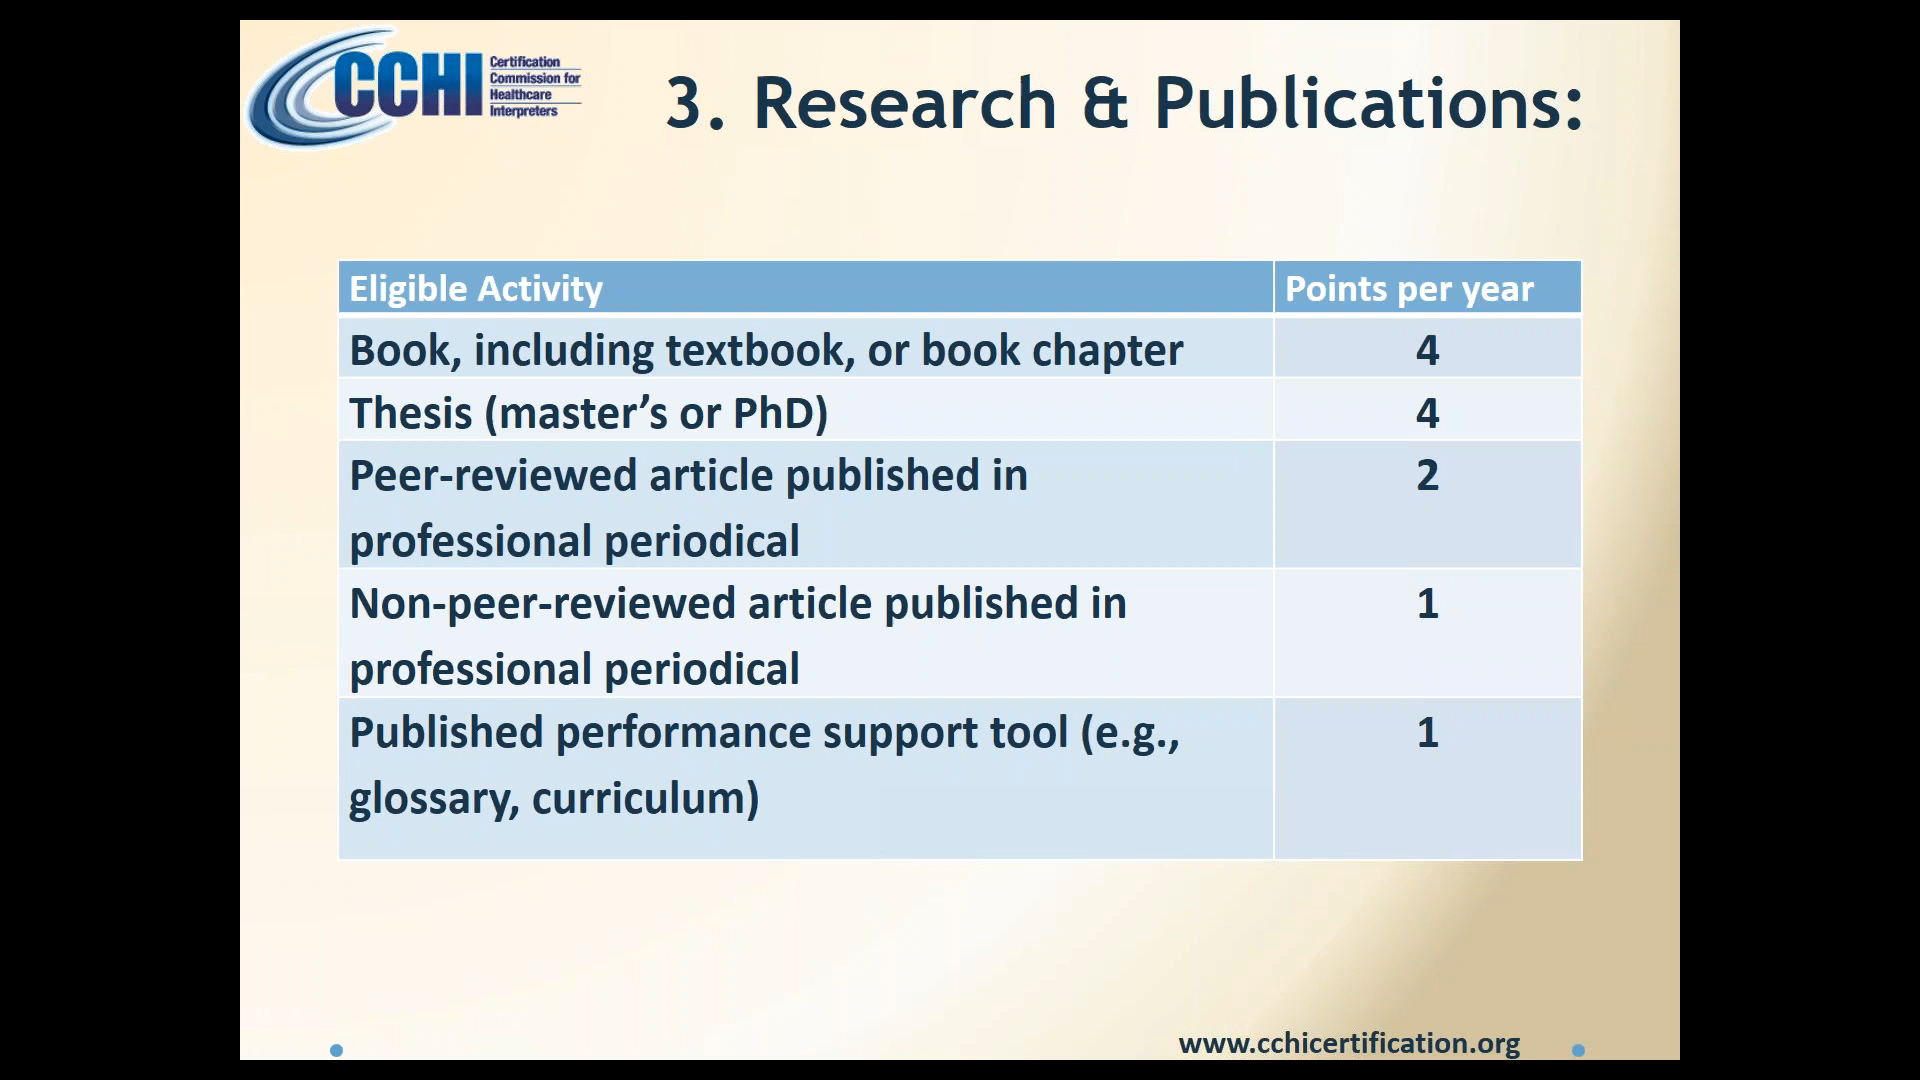 CCHI
Certification
Commission for
Healthcare
Interpreters
3. Research & Publications:
Eligible Activity Points per year
Book, including textbook, or book chapter 4
Thesis (master’s or PhD) 4
Peer-reviewed article published in 2
professional periodical
Non-peer-reviewed article published in 1
professional periodical
Published performance support tool (e.g., 1
glossary, curriculum)
www.cchicertification.org